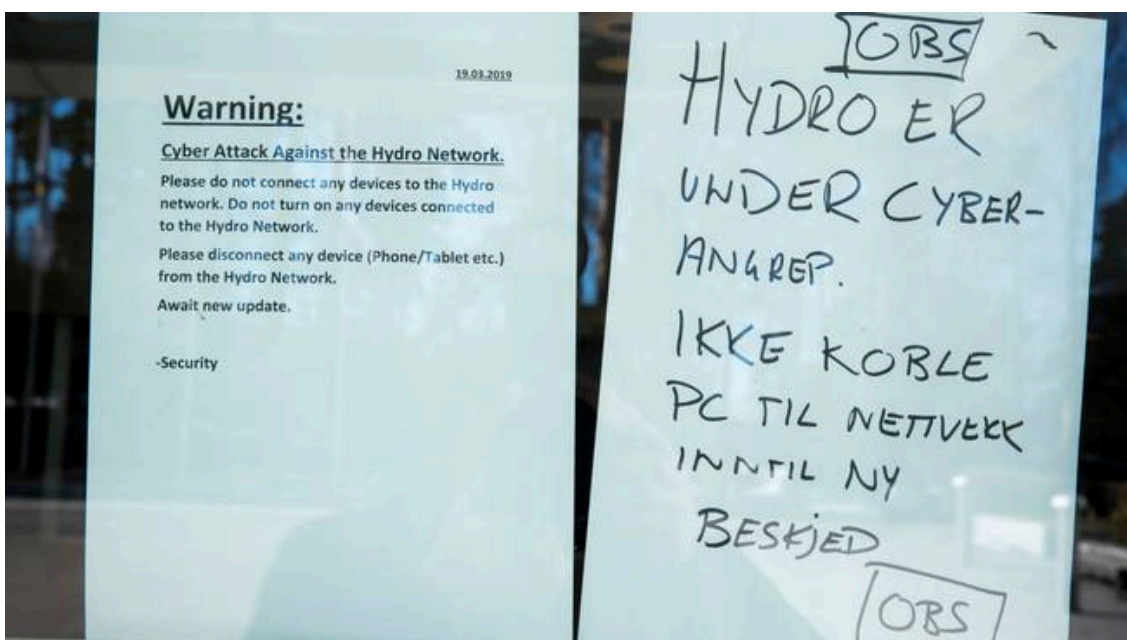 19.03.2019
Warning:
Cyber Attack Against the Hydro Network.
Please do not connect any devices to the Hydro
network. Do not turn on any devices connected
to the Hydro Network.
Please disconnect any device (Phone/Tablet etc.)
from the Hydro Network.
Await new update.
-Security
OBS
HYDRO ER
UNDER CYBER-
ANGREP.
IKKE KOBLE
PC TIL NETTVERK
INNTIL NY
BESKJED
OBS